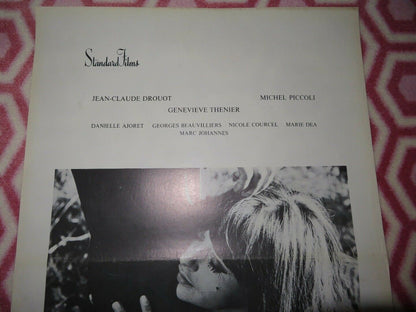 Standard Films
JEAN-CLAUDE DROUOT MICHEL PICCOLI
GENEVIEVE THENIER
DANIELLE AJORET GEORGES BEAUVILLIERS NICOLE COURCEL MARIE DEA
MARC JOHANNES